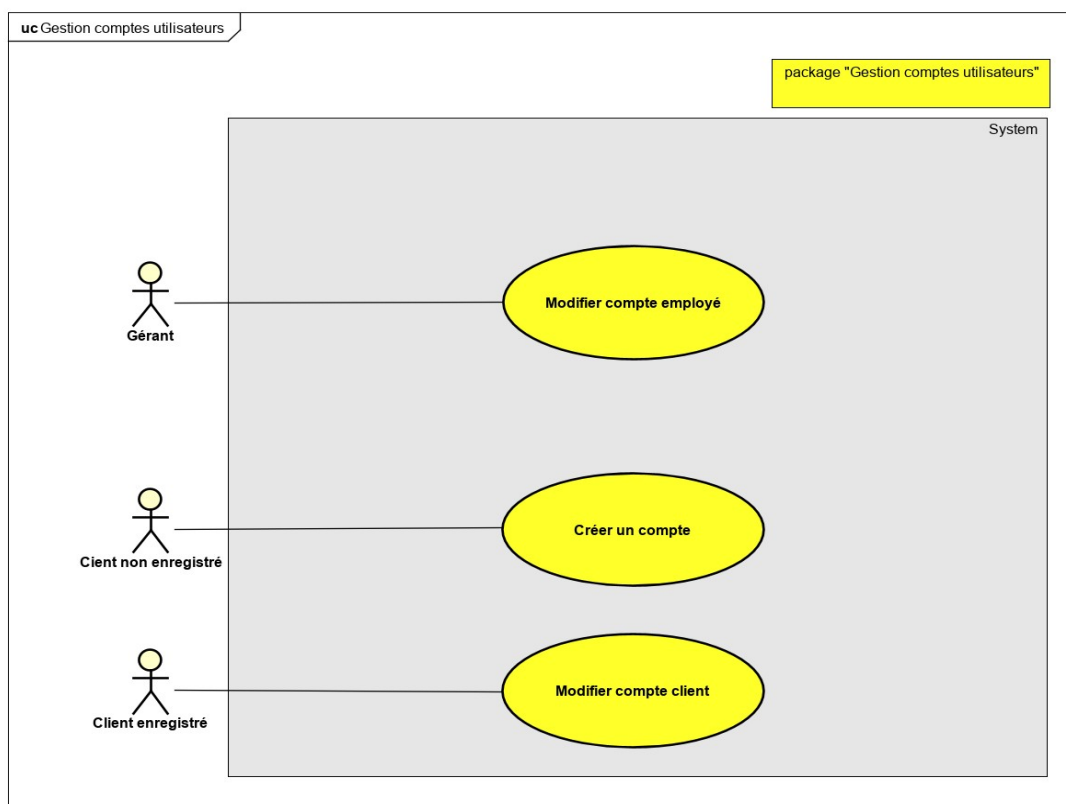 uc Gestion comptes utilisateurs
package "Gestion comptes utilisateurs"
System
Modifier compte employé
Gérant
Créer un compte
Cient non enregistré
Modifier compte client
Client enregistré